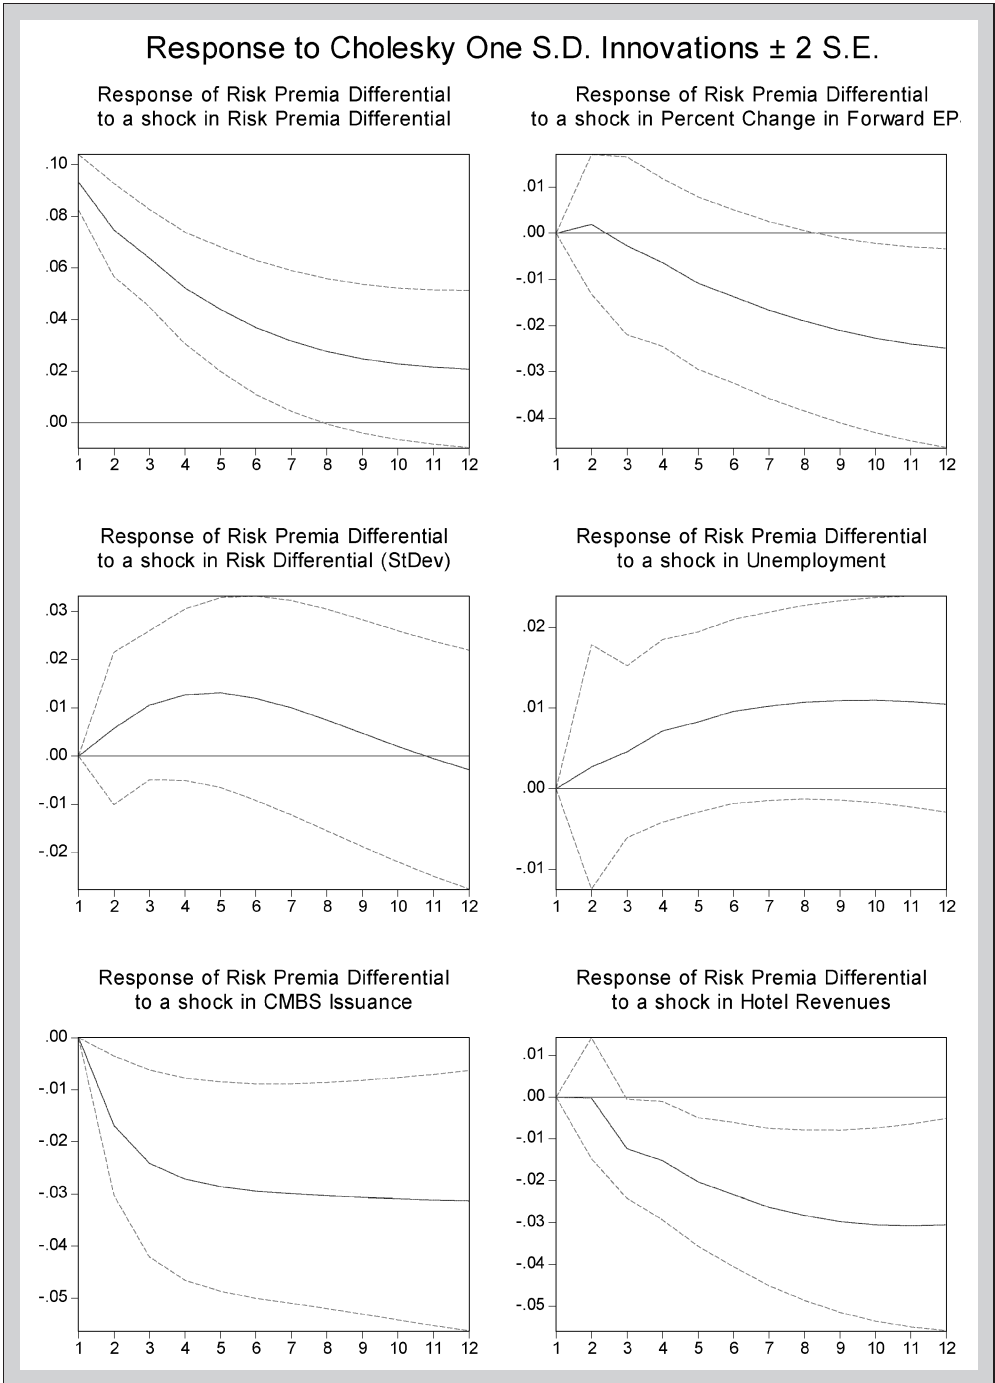 Response to Cholesky One S.D. Innovations ± 2 S.E.
Response of Risk Premia Differential
to a shock in Risk Premia Differential
.10
.08
.06
.04
.02
.00
1 2 3 4 5 6 7 8 9 10 11 12
Response of Risk Premia Differential
to a shock in Percent Change in Forward EP
.01
.00
-.01
-.02
-.03
-.04
1 2 3 4 5 6 7 8 9 10 11 12
Response of Risk Premia Differential
to a shock in Risk Differential (StDev)
.03
.02
.01
.00
-.01
-.02
1 2 3 4 5 6 7 8 9 10 11 12
Response of Risk Premia Differential
to a shock in Unemployment
.02
.01
.00
-.01
1 2 3 4 5 6 7 8 9 10 11 12
Response of Risk Premia Differential
to a shock in CMBS Issuance
.00
-.01
-.02
-.03
-.04
-.05
1 2 3 4 5 6 7 8 9 10 11 12
Response of Risk Premia Differential
to a shock in Hotel Revenues
.01
.00
-.01
-.02
-.03
-.04
-.05
1 2 3 4 5 6 7 8 9 10 11 12